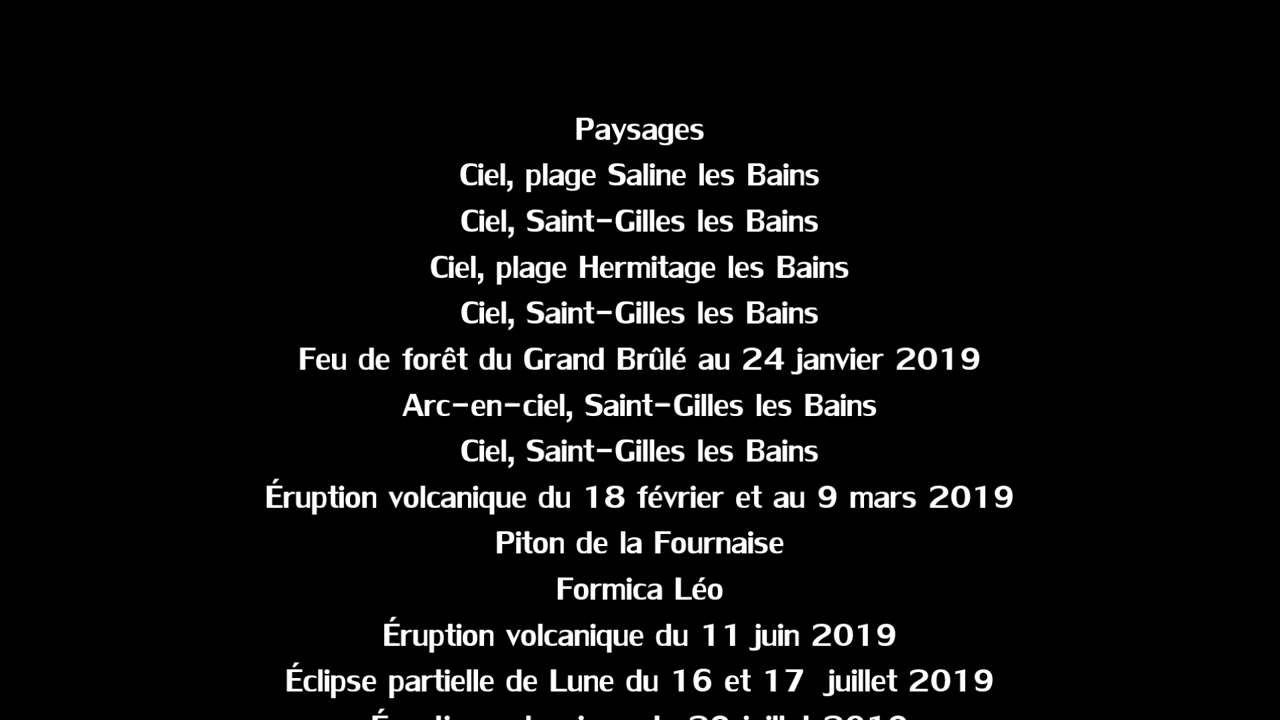 Paysages
Ciel, plage Saline les Bains
Ciel, Saint-Gilles les Bains
Ciel, plage Hermitage les Bains
Ciel, Saint-Gilles les Bains
Feu de forêt du Grand Brûlé au 24 janvier 2019
Arc-en-ciel, Saint-Gilles les Bains
Ciel, Saint-Gilles les Bains
Éruption volcanique du 18 février et au 9 mars 2019
Piton de la Fournaise
Formica Léo
Éruption volcanique du 11 juin 2019
Éclipse partielle de Lune du 16 et 17 juillet 2019